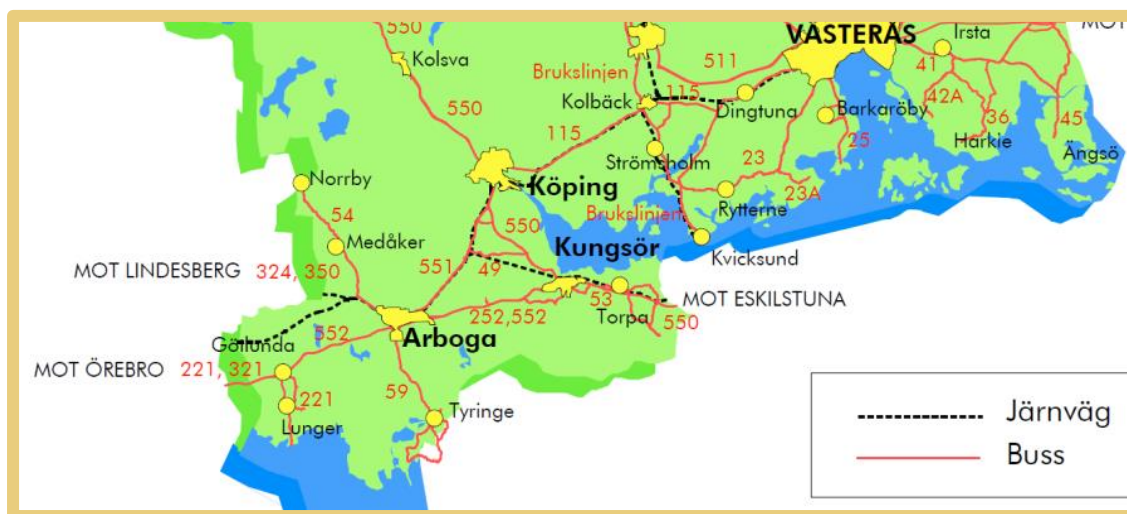 550
VÄSTERÅS
MOT
Irsta
Kolsva
Brukslinjen
511
41
115
Kolbäck
Dingtuna
42A
Barkaröby
36
45
550
115
25
Harkie
Ängsö
Strömsholm
23
Norrby
Köping
23A
54
Brukslinjen
Rytterne
550
Medåker
Kungsör
Kvicksund
MOT LINDESBERG
324, 350
551
49
53
MOT ESKILSTUNA
252,552
Torpa
550
552
Arboga
Götlunda
MOT ÖREBRO
221, 321
59
221
Tyringe
Lunger
Järnväg
Buss